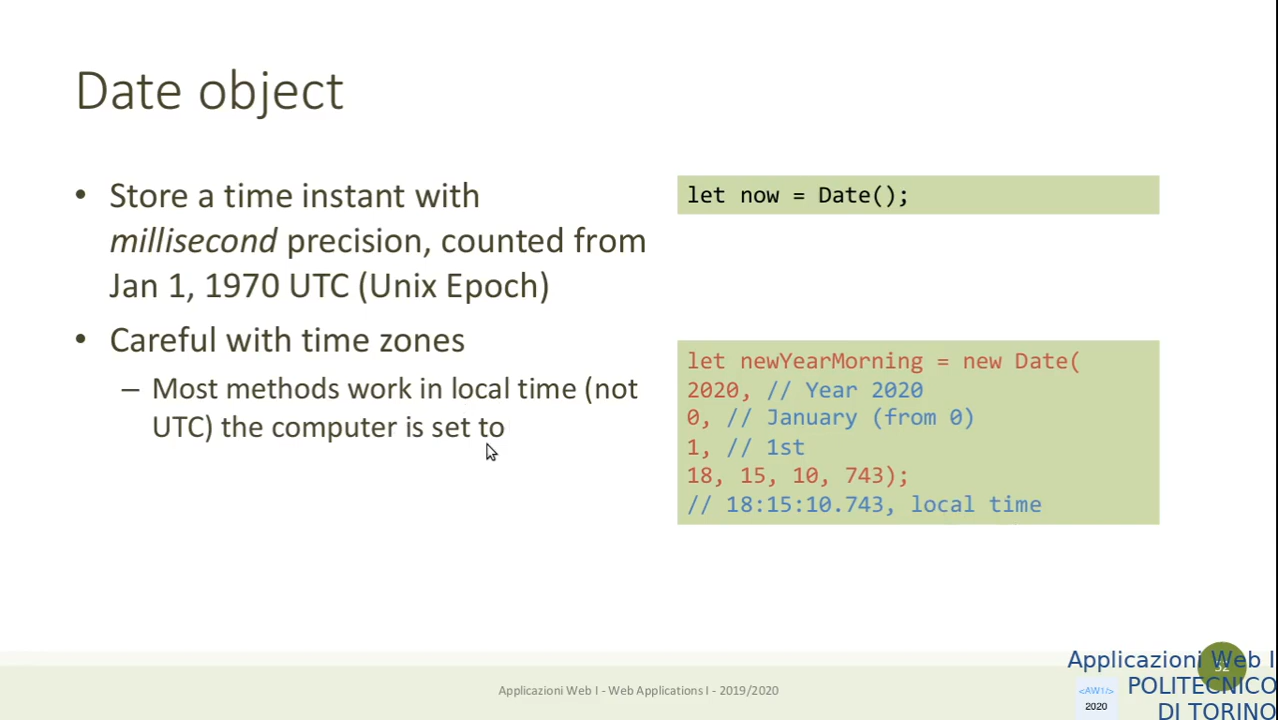 Date object
• Store a time instant with
millisecond precision, counted from
Jan 1, 1970 UTC (Unix Epoch)
• Careful with time zones
– Most methods work in local time (not
UTC) the computer is set to
let now = Date();
let newYearMorning = new Date(
2020, // Year 2020
0, // January (from 0)
1, // 1st
18, 15, 10, 743);
// 18:15:10.743, local time
Applicazioni Web I - Web Applications I - 2019/2020
Applicazioni Web I
POLITECNICO
DI TORINO
<AW1/>
2020